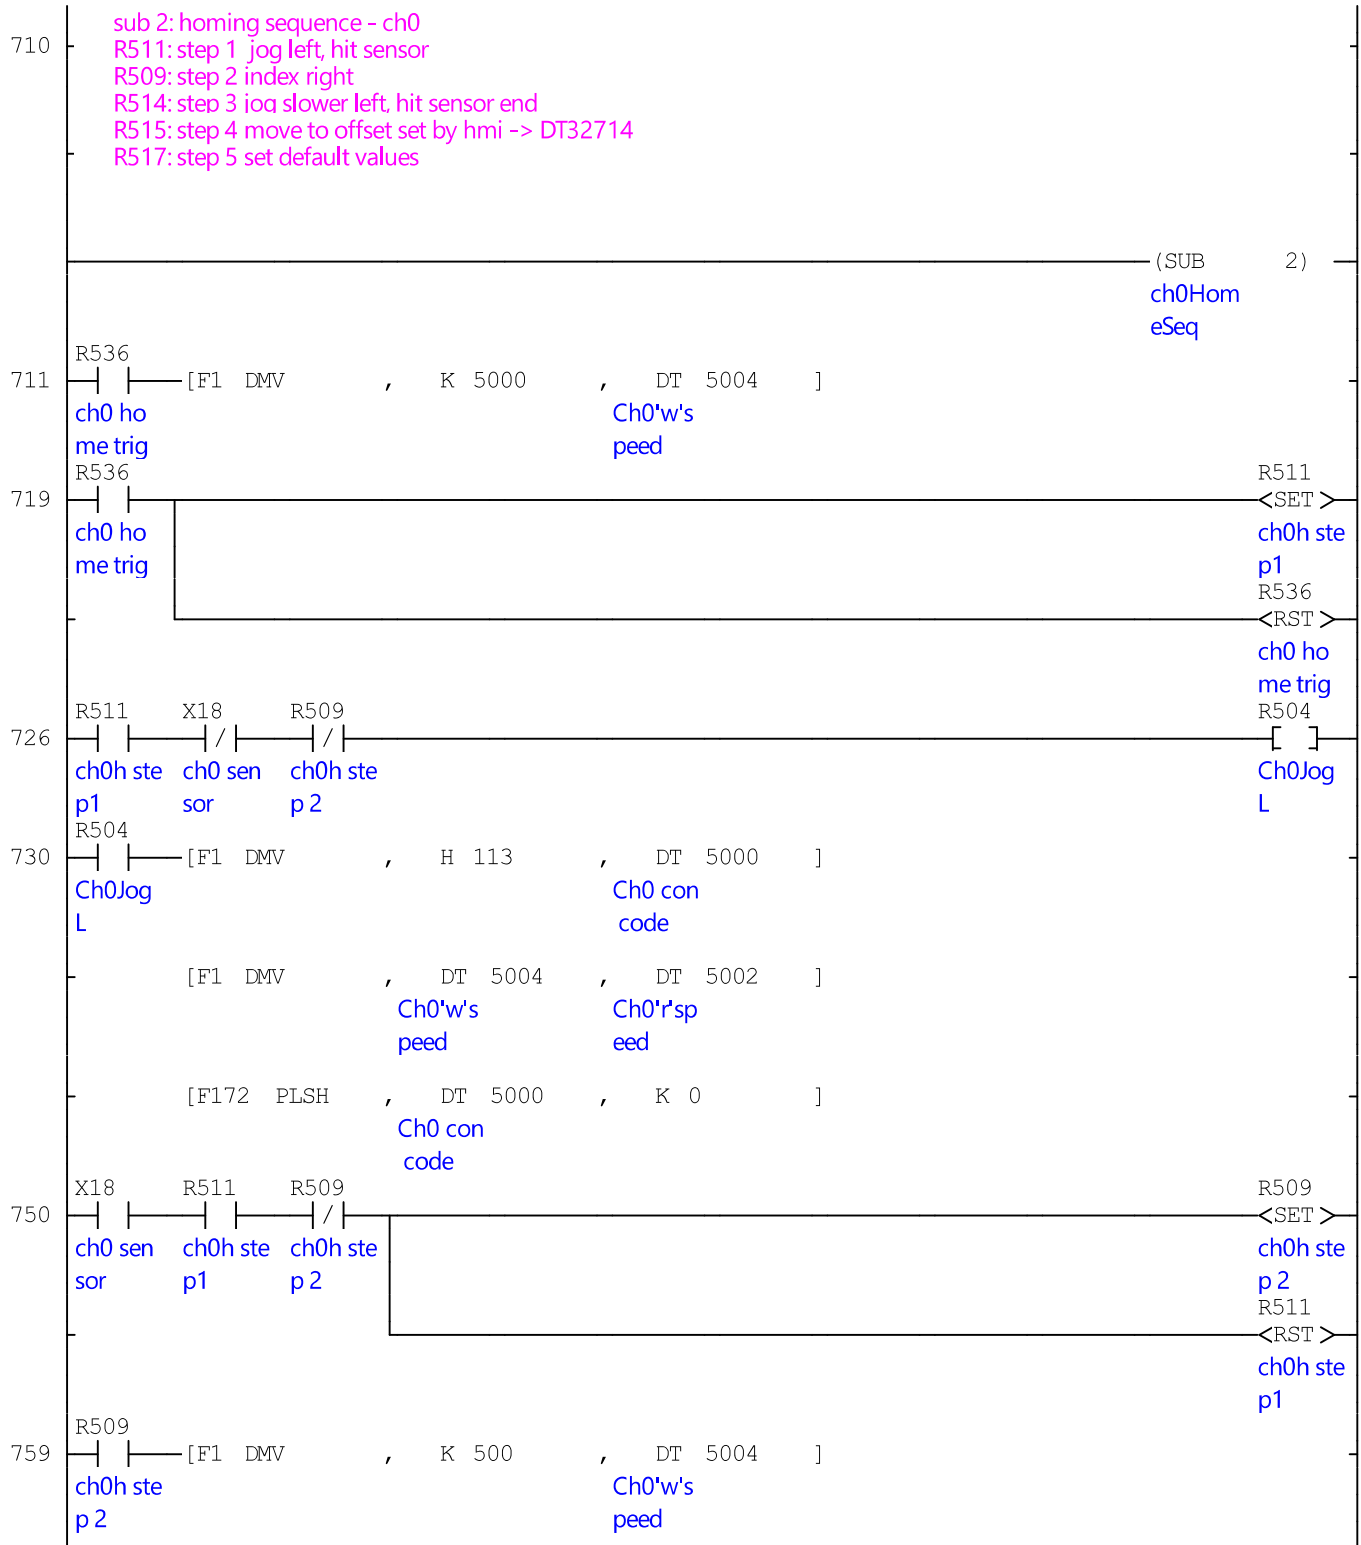 sub 2: homing sequence - ch0
710
R511: step 1 jog left, hit sensor
R509: step 2 index right
R514: step 3 jog slower left, hit sensor end
R515: step 4 move to offset set by hmi -> DT32714
R517: step 5 set default values
(SUB 2)
ch0Hom
eSeq
R536
711 [F1 DMV , K 5000 , DT 5004 ]
ch0 ho Ch0'w's
me trig peed
R536 R511
719 <SET>
ch0 ho ch0h ste
me trig p1
R536
<RST>
ch0 ho
me trig
R511 X18 R509 R504
726 / / [ ]
ch0h ste ch0 sen ch0h ste Ch0Jog
p1 sor p 2 L
R504
730 [F1 DMV , H 113 , DT 5000 ]
Ch0Jog Ch0 con
L code
[F1 DMV , DT 5004 , DT 5002 ]
Ch0'w's Ch0'r'sp
peed eed
[F172 PLSH , DT 5000 , K 0 ]
Ch0 con
code
X18 R511 R509 R509
750 / <SET>
ch0 sen ch0h ste ch0h ste ch0h ste
sor p1 p 2 p 2
R511
<RST>
ch0h ste
p1
R509
759 [F1 DMV , K 500 , DT 5004 ]
ch0h ste Ch0'w's
p 2 peed